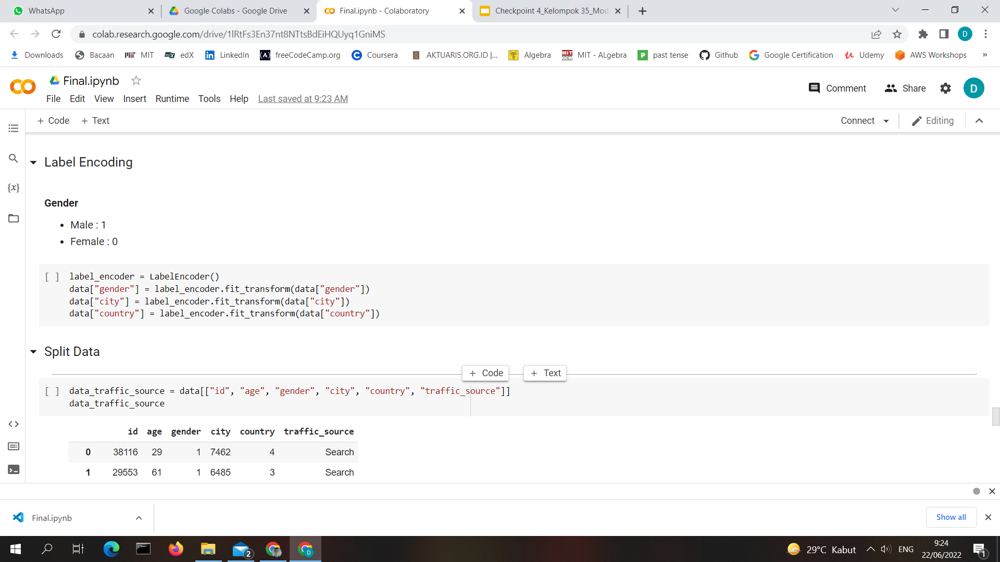 WhatsApp
Google Colabs - Google Drive
Final.ipynb - Colaboratory
Checkpoint 4_Kelompok 35_Mod
colab.research.google.com/drive/1lRtFs3En37nt8NTtsBdEiHQUyq1GniMS
D
Downloads
Bacaan
MIT
edX
LinkedIn
freeCodeCamp.org
Coursera
AKTUARIS.ORG.ID |...
Algebra
MIT - ALgebra
past tense
Github
Google Certification
Udemy
AWS Workshops
»
Final.ipynb
File Edit View Insert Runtime Tools Help Last saved at 9:23 AM
Comment
Share
D
+ Code + Text
Connect
Editing
Label Encoding
{x}
Gender
• Male : 1
• Female : 0
[ ] label_encoder = LabelEncoder()
data["gender"] = label_encoder.fit_transform(data["gender"])
data["city"] = label_encoder.fit_transform(data["city"])
data["country"] = label_encoder.fit_transform(data["country"])
Split Data
+ Code + Text
[ ] data_traffic_source = data[["id", "age", "gender", "city", "country", "traffic_source"]]
data_traffic_source
id age gender city country traffic_source
0 38116 29 1 7462 4 Search
1 29553 61 1 6485 3 Search
Final.ipynb
Show all
2
D
29°C Kabut
ENG
9:24
22/06/2022
1